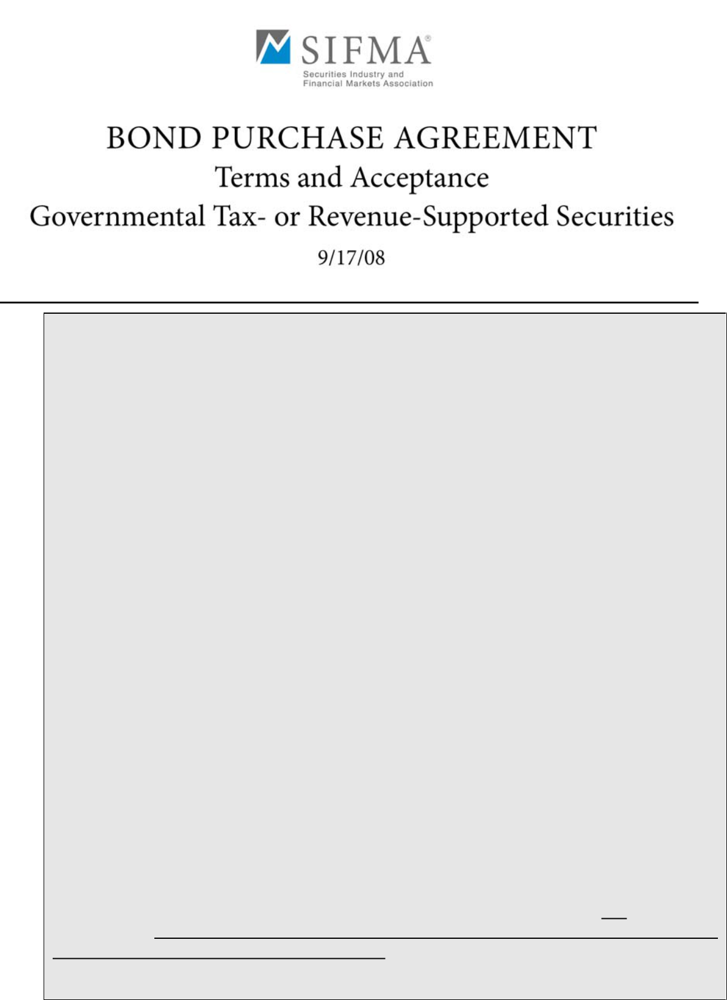 SIFMA®
Securities Industry and
Financial Markets Association
BOND PURCHASE AGREEMENT
Terms and Acceptance
Governmental Tax- or Revenue-Supported Securities
9/17/08